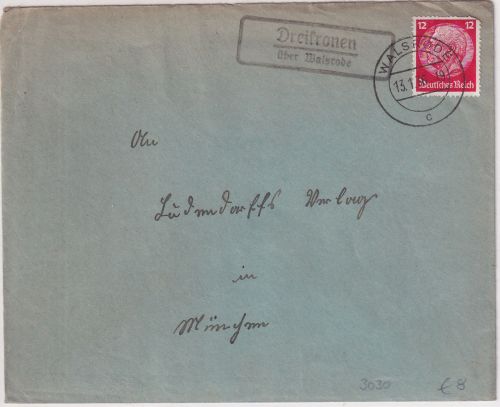 Dreikronen
über Walsrode
12 12
Deutsches Reich
WALSRODE
13.1
c
An
Ludendorffs Verlag
in
München
3030 € 8